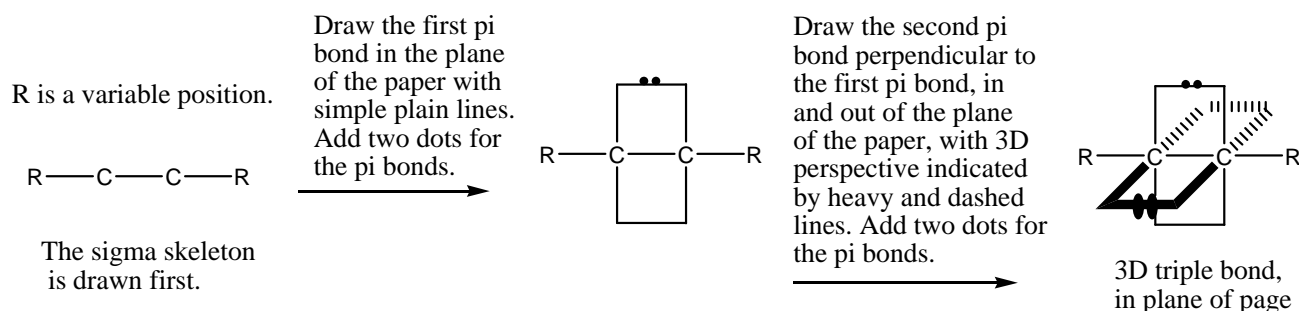 R is a variable position.
R C C R
The sigma skeleton
is drawn first.
Draw the first pi
bond in the plane
of the paper with
simple plain lines.
Add two dots for
the pi bonds.
R C C R
Draw the second pi
bond perpendicular to
the first pi bond, in
and out of the plane
of the paper, with 3D
perspective indicated
by heavy and dashed
lines. Add two dots for
the pi bonds.
R C C R
3D triple bond,
in plane of page